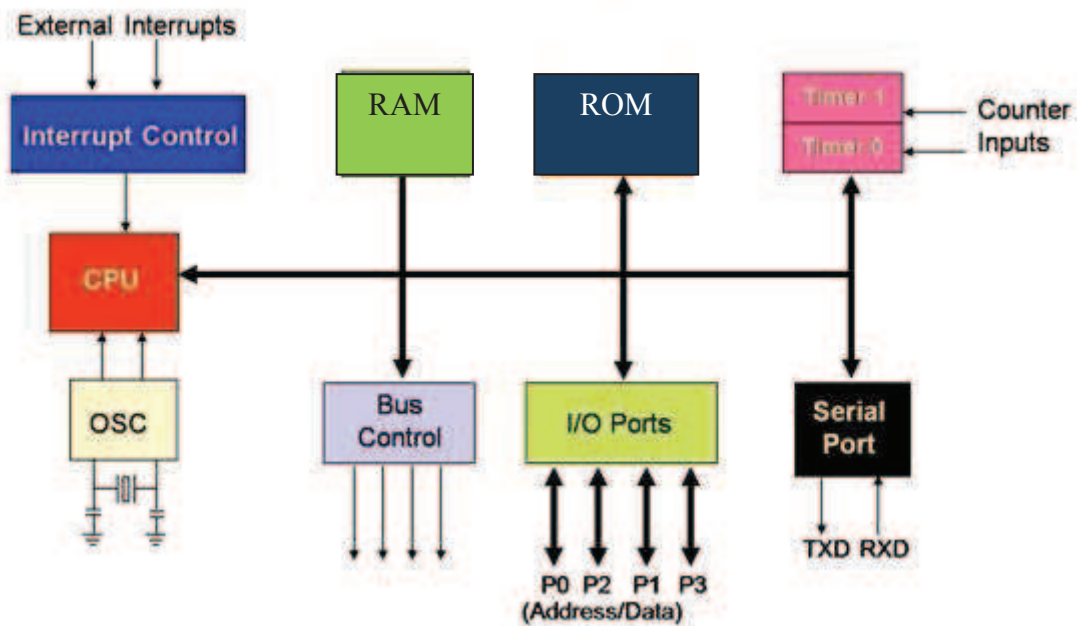 External Interrupts
RAM
ROM
Timer 1
Counter
Inputs
Interrupt Control
Timer 0
CPU
OSC
Bus
Control
I/O Ports
Serial
Port
TXD RXD
P0 P2 P1 P3
(Address/Data)